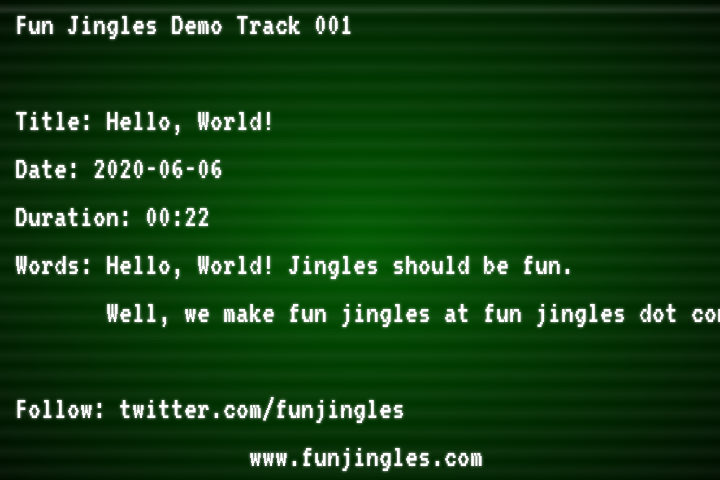 Fun Jingles Demo Track 001
Title: Hello, World!
Date: 2020-06-06
Duration: 00:22
Words: Hello, World! Jingles should be fun.
Well, we make fun jingles at fun jingles dot
Follow: twitter.com/funjingles
www.funjingles.com